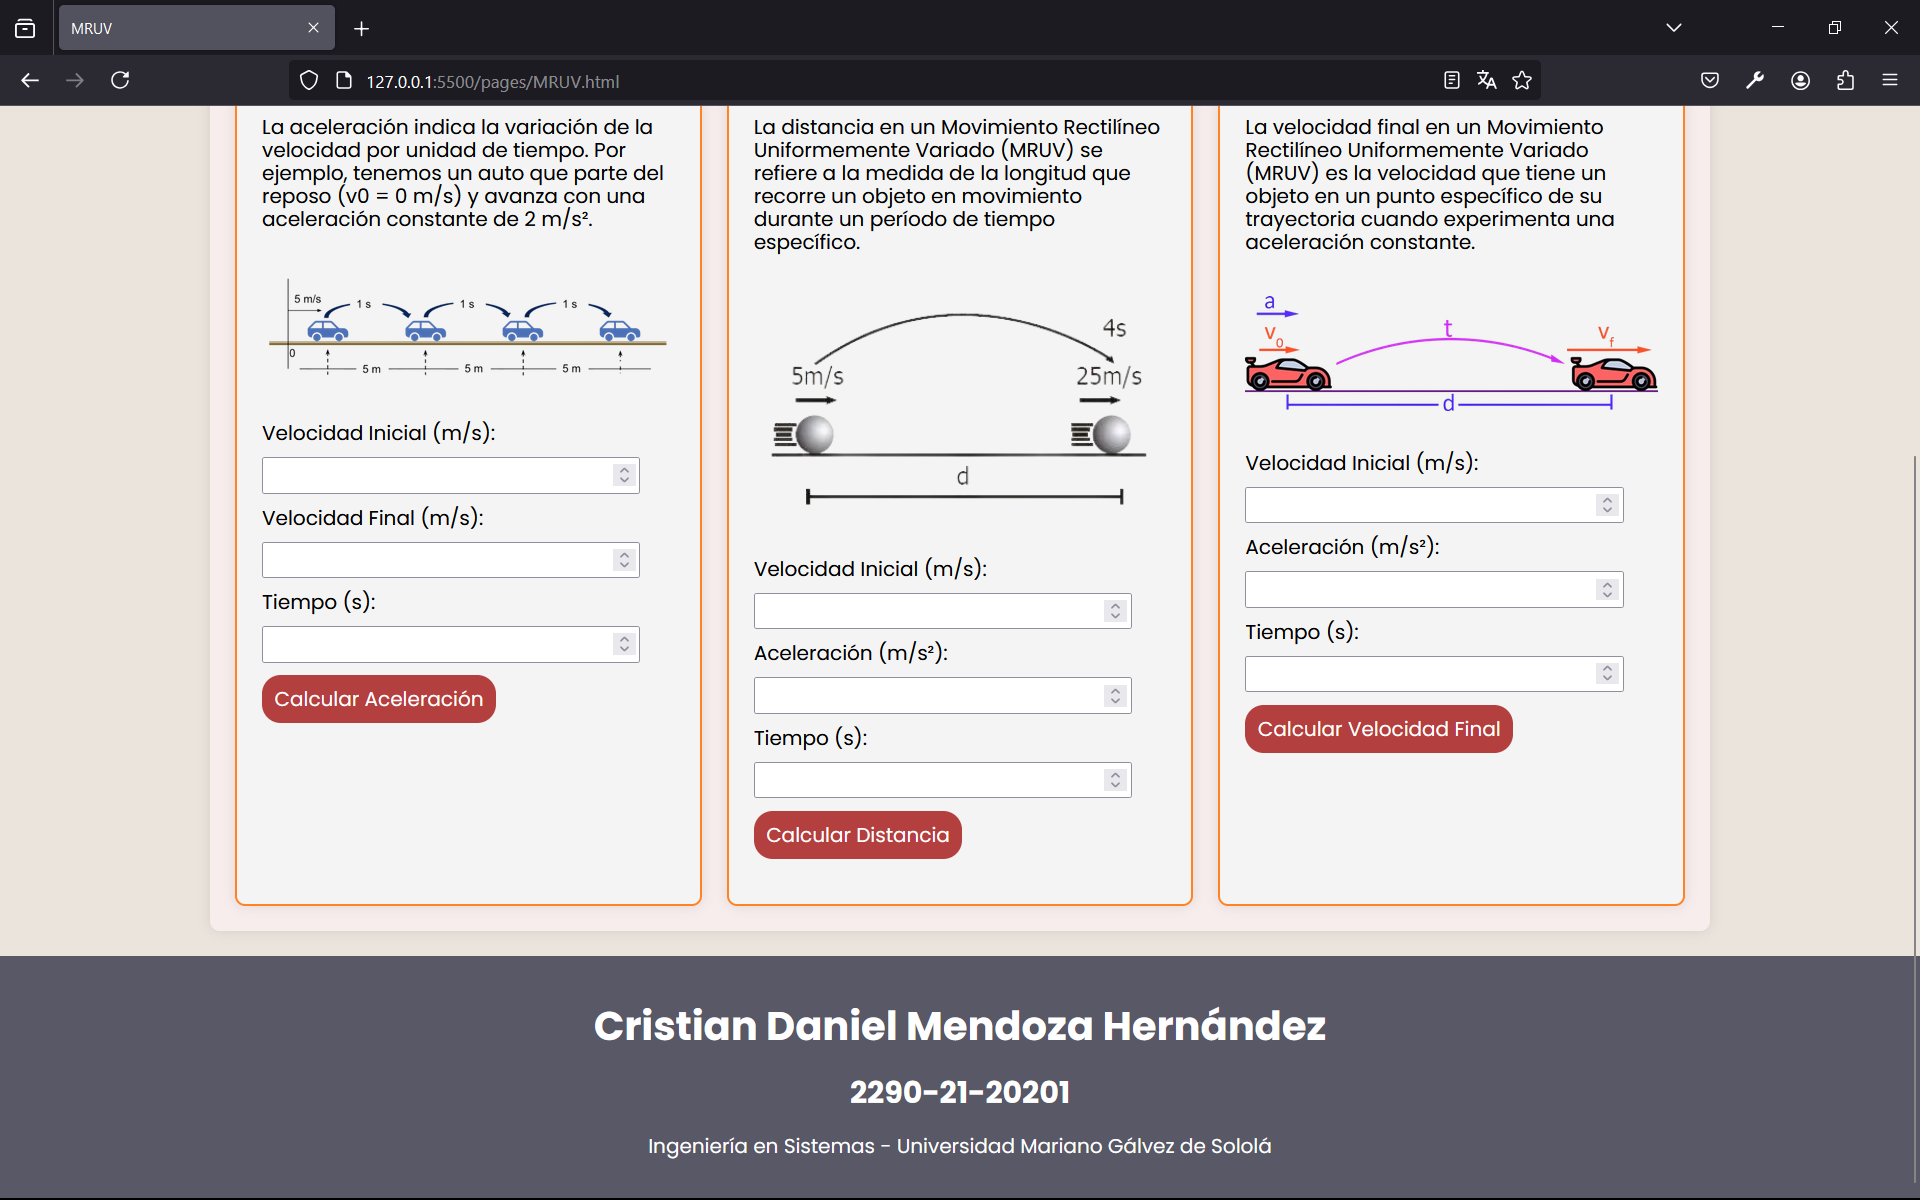 MRUV
127.0.0.1:5500/pages/MRUV.html
La aceleración indica la variación de la
velocidad por unidad de tiempo. Por
ejemplo, tenemos un auto que parte del
reposo (v0 = 0 m/s) y avanza con una
aceleración constante de 2 m/s².
5 m/s
1 s
1 s
1 s
0
5 m
5 m
5 m
Velocidad Inicial (m/s):
Velocidad Final (m/s):
Tiempo (s):
Calcular Aceleración
La distancia en un Movimiento Rectilíneo
Uniformemente Variado (MRUV) se
refiere a la medida de la longitud que
recorre un objeto en movimiento
durante un período de tiempo
específico.
4s
5m/s
25m/s
d
Velocidad Inicial (m/s):
Aceleración (m/s²):
Tiempo (s):
Calcular Distancia
La velocidad final en un Movimiento
Rectilíneo Uniformemente Variado
(MRUV) es la velocidad que tiene un
objeto en un punto específico de su
trayectoria cuando experimenta una
aceleración constante.
a
v0
t
vf
d
Velocidad Inicial (m/s):
Aceleración (m/s²):
Tiempo (s):
Calcular Velocidad Final
Cristian Daniel Mendoza Hernández
2290-21-20201
Ingeniería en Sistemas - Universidad Mariano Gálvez de Sololá